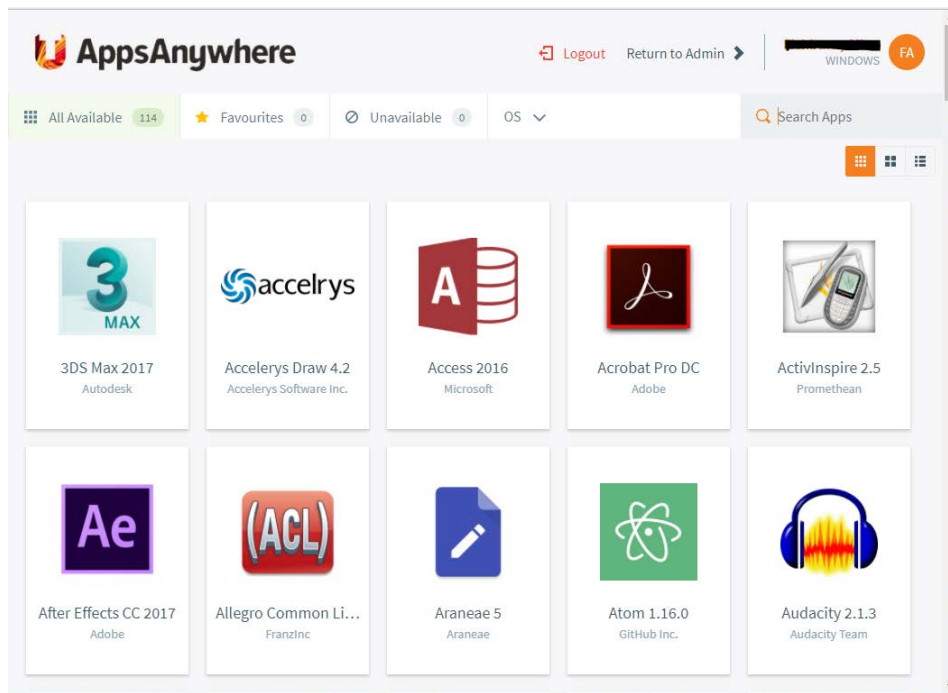 AppsAnywhere
Logout Return to Admin
WINDOWS
FA
All Available 114 Favourites 0 Unavailable 0 OS Search Apps
3 MAX accelrys A
3DS Max 2017 Accelerys Draw 4.2 Access 2016 Acrobat Pro DC ActivInspire 2.5
Autodesk Accelerys Software Inc. Microsoft Adobe Promethean
Ae (ACL)
After Effects CC 2017 Allegro Common Li... Araneae 5 Atom 1.16.0 Audacity 2.1.3
Adobe FranzInc Araneae GitHub Inc. Audacity Team